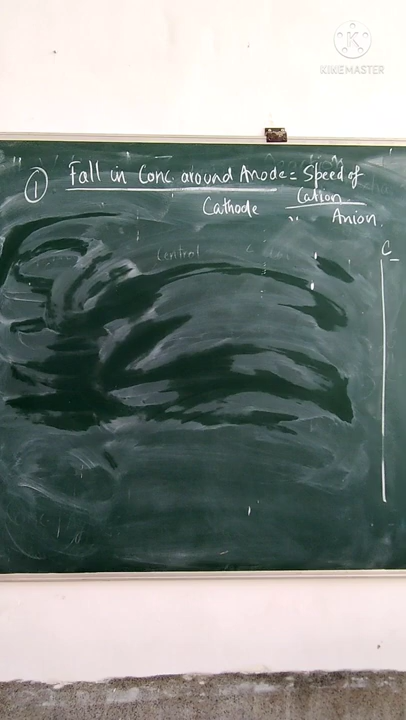 KINEMASTER
① Fall in Conc. around Anode = Speed of Cation
Cathode " Anion.
Central
C